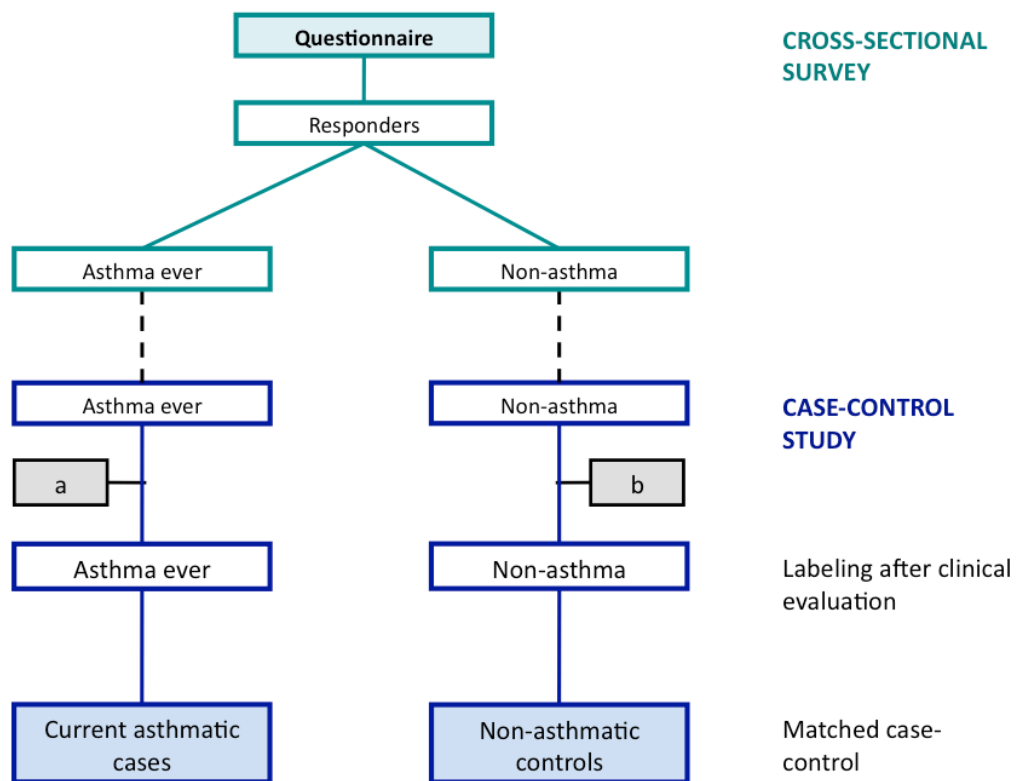 Questionnaire
CROSS-SECTIONAL
SURVEY
Responders
Asthma ever
Non-asthma
Asthma ever
Non-asthma
CASE-CONTROL
STUDY
a
b
Asthma ever
Non-asthma
Labeling after clinical
evaluation
Current asthmatic
cases
Non-asthmatic
controls
Matched case-
control